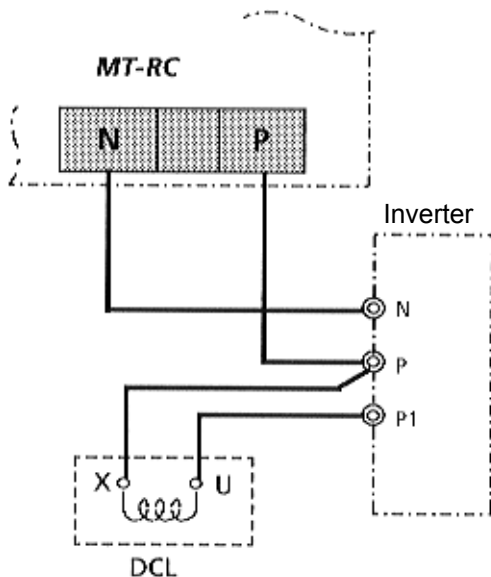 MT-RC
N P
Inverter
N
P
P1
X U
DCL